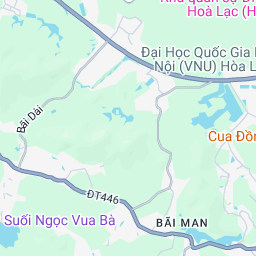 Hoà Lạc (H
Đại Học Quốc Gia
Nội (VNU) Hòa L
Bãi Dài
Cua Đồn
ĐT446
Suối Ngọc Vua Bà
BÃI MAN